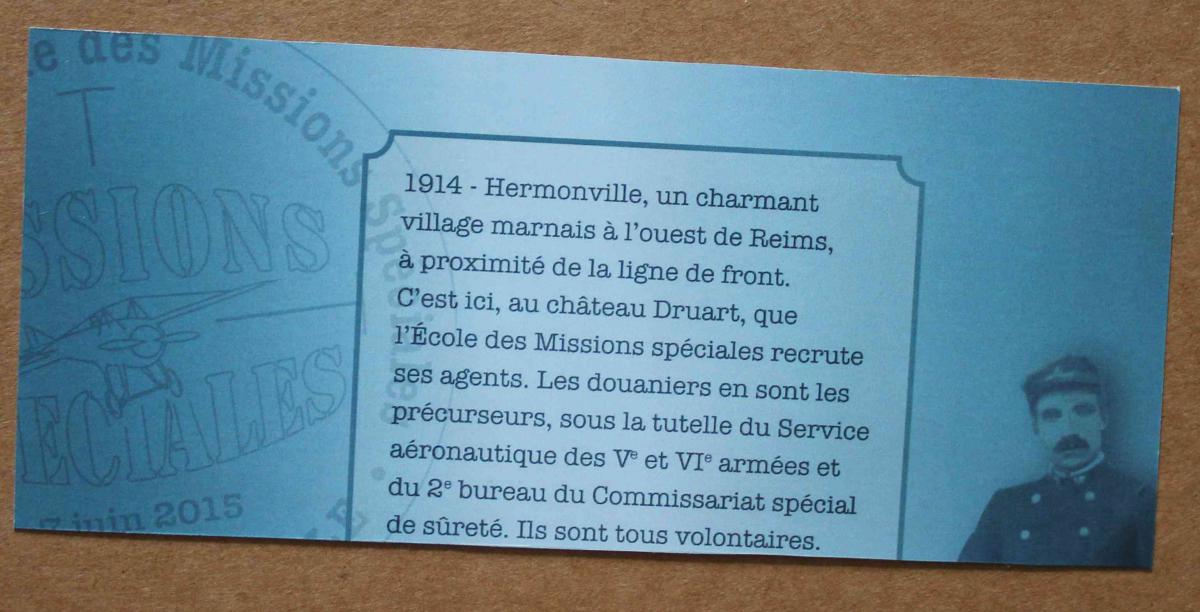 e des Missions spéciales
SSIONS
ECIALES
7 juin 2015
1914 - Hermonville, un charmant
village marnais à l'ouest de Reims,
à proximité de la ligne de front.
C'est ici, au château Druart, que
l'École des Missions spéciales recrute
ses agents. Les douaniers en sont les
précurseurs, sous la tutelle du Service
aéronautique des Vᵉ et VIᵉ armées et
du 2ᵉ bureau du Commissariat spécial
de sûreté. Ils sont tous volontaires.